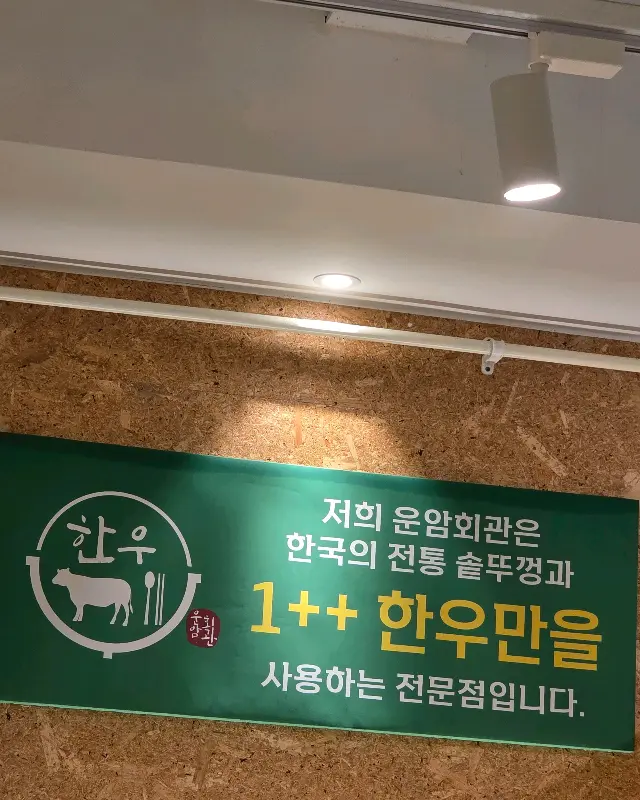 한우
운암
회관
저희 운암회관은
한국의 전통 솥뚜껑과
1++ 한우만을
사용하는 전문점입니다.